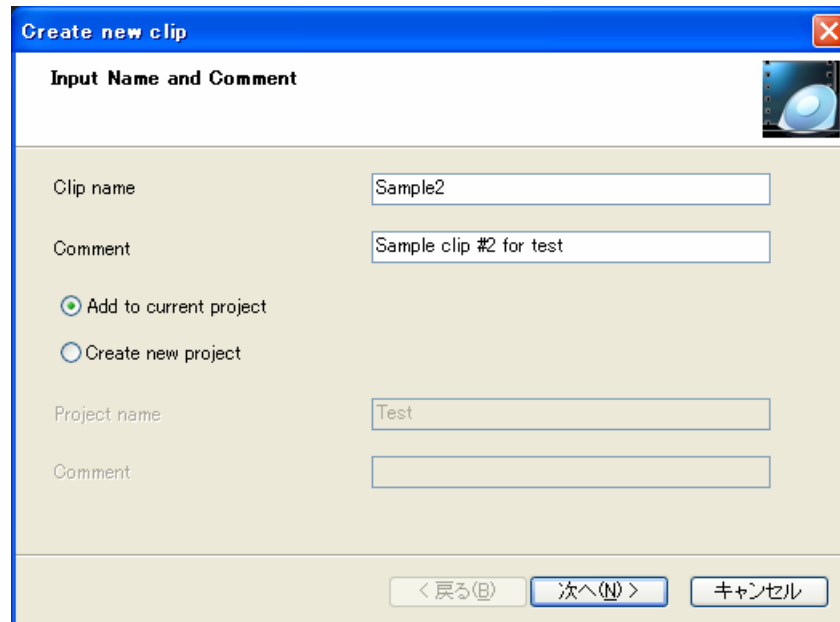 Create new clip
Input Name and Comment
Clip name Sample2
Comment Sample clip #2 for test
Add to current project
Create new project
Project name Test
Comment
< 戻る(B) 次へ(N) > キャンセル